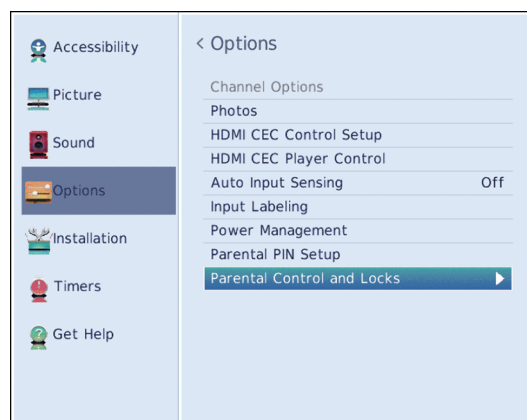 Accessibility
Picture
Sound
Options
Installation
Timers
Get Help
< Options
Channel Options
Photos
HDMI CEC Control Setup
HDMI CEC Player Control
Auto Input Sensing Off
Input Labeling
Power Management
Parental PIN Setup
Parental Control and Locks